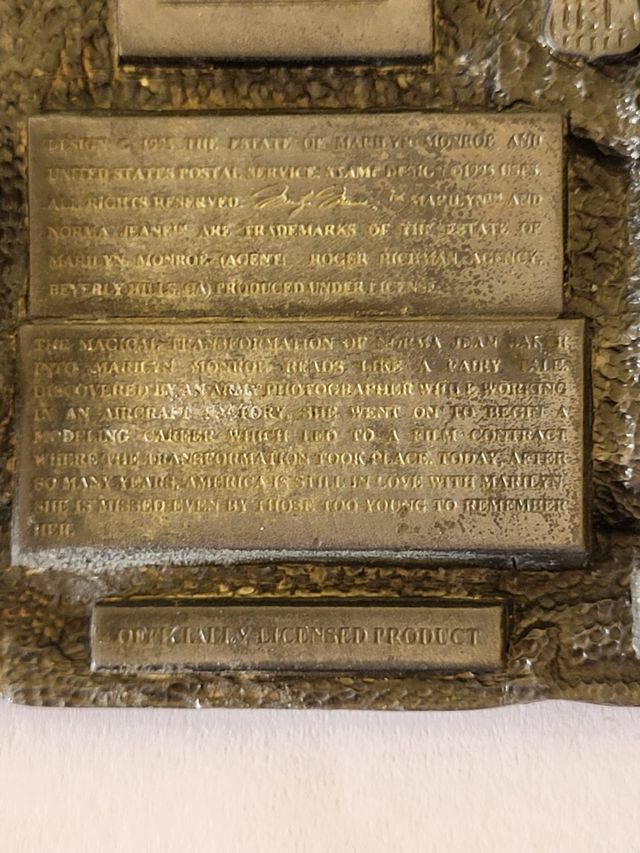 DESIGN © 1995 THE ESTATE OF MARILYN MONROE AND
UNITED STATES POSTAL SERVICE. STAMP DESIGN ©1995 USPS.
ALL RIGHTS RESERVED. Marilyn Monroe, ™ MARILYN™ AND
NORMA JEANE™ ARE TRADEMARKS OF THE ESTATE OF
MARILYN MONROE (AGENT: ROGER RICHMAN AGENCY,
BEVERLY HILLS, CA) PRODUCED UNDER LICENSE.
THE MAGICAL TRANSFORMATION OF NORMA JEAN BAKER
INTO MARILYN MONROE READS LIKE A FAIRY TALE.
DISCOVERED BY AN ARMY PHOTOGRAPHER WHILE WORKING
IN AN AIRCRAFT FACTORY, SHE WENT ON TO BEGIN A
MODELING CAREER WHICH LED TO A FILM CONTRACT
WHERE THE TRANSFORMATION TOOK PLACE. TODAY, AFTER
SO MANY YEARS, AMERICA IS STILL IN LOVE WITH MARILYN.
SHE IS MISSED EVEN BY THOSE TOO YOUNG TO REMEMBER
HER.
OFFICIALLY LICENSED PRODUCT